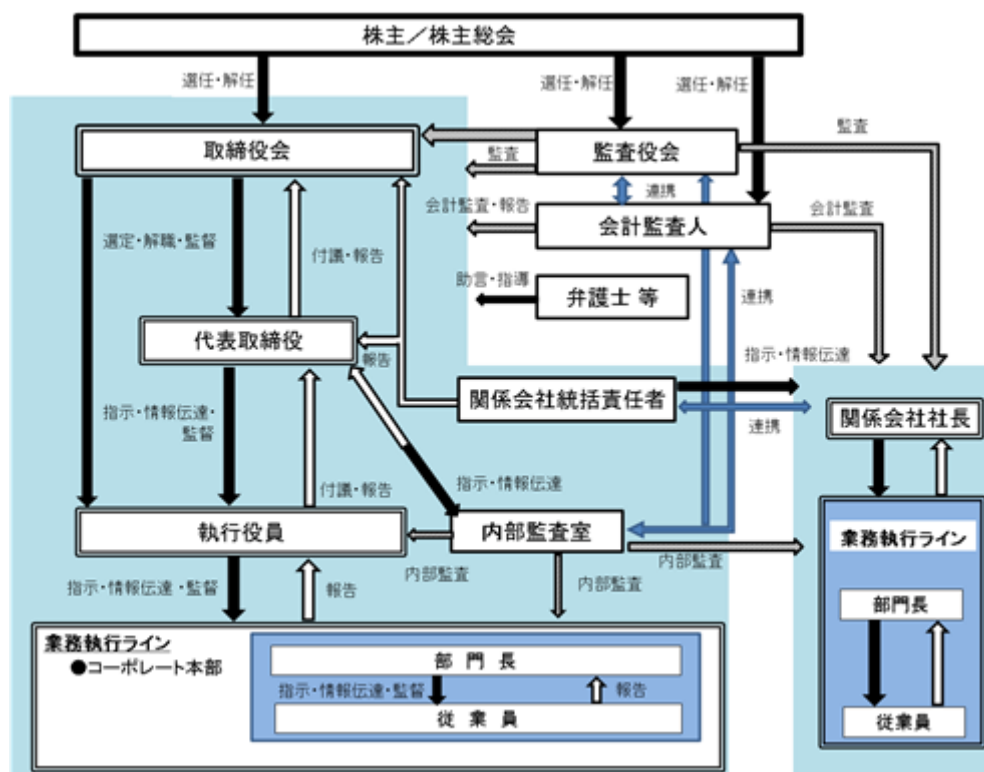 株主／株主総会
選任・解任
選任・解任
選任・解任
取締役会
監査
監査役会
監査
連携
会計監査・報告
会計監査人
会計監査
選定・解職・監督
付議・報告
助言・指導
弁護士 等
連携
代表取締役
報告
指示・情報伝達
関係会社統括責任者
連携
関係会社社長
指示・情報伝達・
監督
指示・情報伝達
付議・報告
執行役員
内部監査室
業務執行ライン
内部監査
内部監査
内部監査
指示・情報伝達・監督
報告
部門長
従業員
業務執行ライン
●コーポレート本部
部 門 長
指示・情報伝達・監督
報告
従 業 員